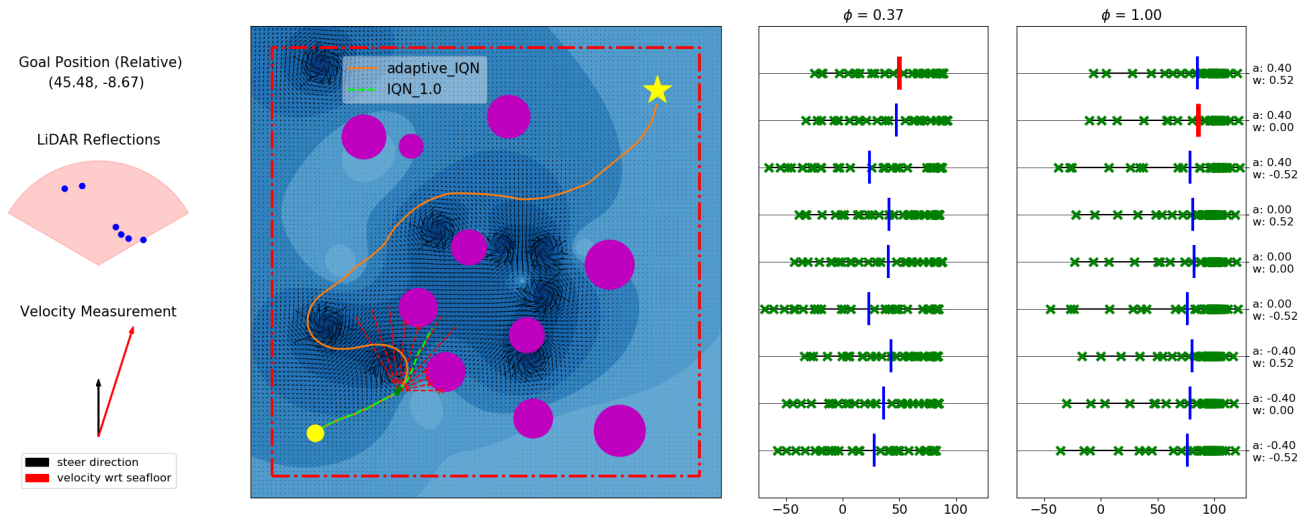 Goal Position (Relative)
(45.48, -8.67)
LiDAR Reflections
Velocity Measurement
steer direction
velocity wrt seafloor
adaptive_IQN
IQN_1.0
ϕ = 0.37
ϕ = 1.00
a: 0.40
w: 0.52
a: 0.40
w: 0.00
a: 0.40
w: -0.52
a: 0.00
w: 0.52
a: 0.00
w: 0.00
a: 0.00
w: -0.52
a: -0.40
w: 0.52
a: -0.40
w: 0.00
a: -0.40
w: -0.52
−50 0 50 100
−50 0 50 100